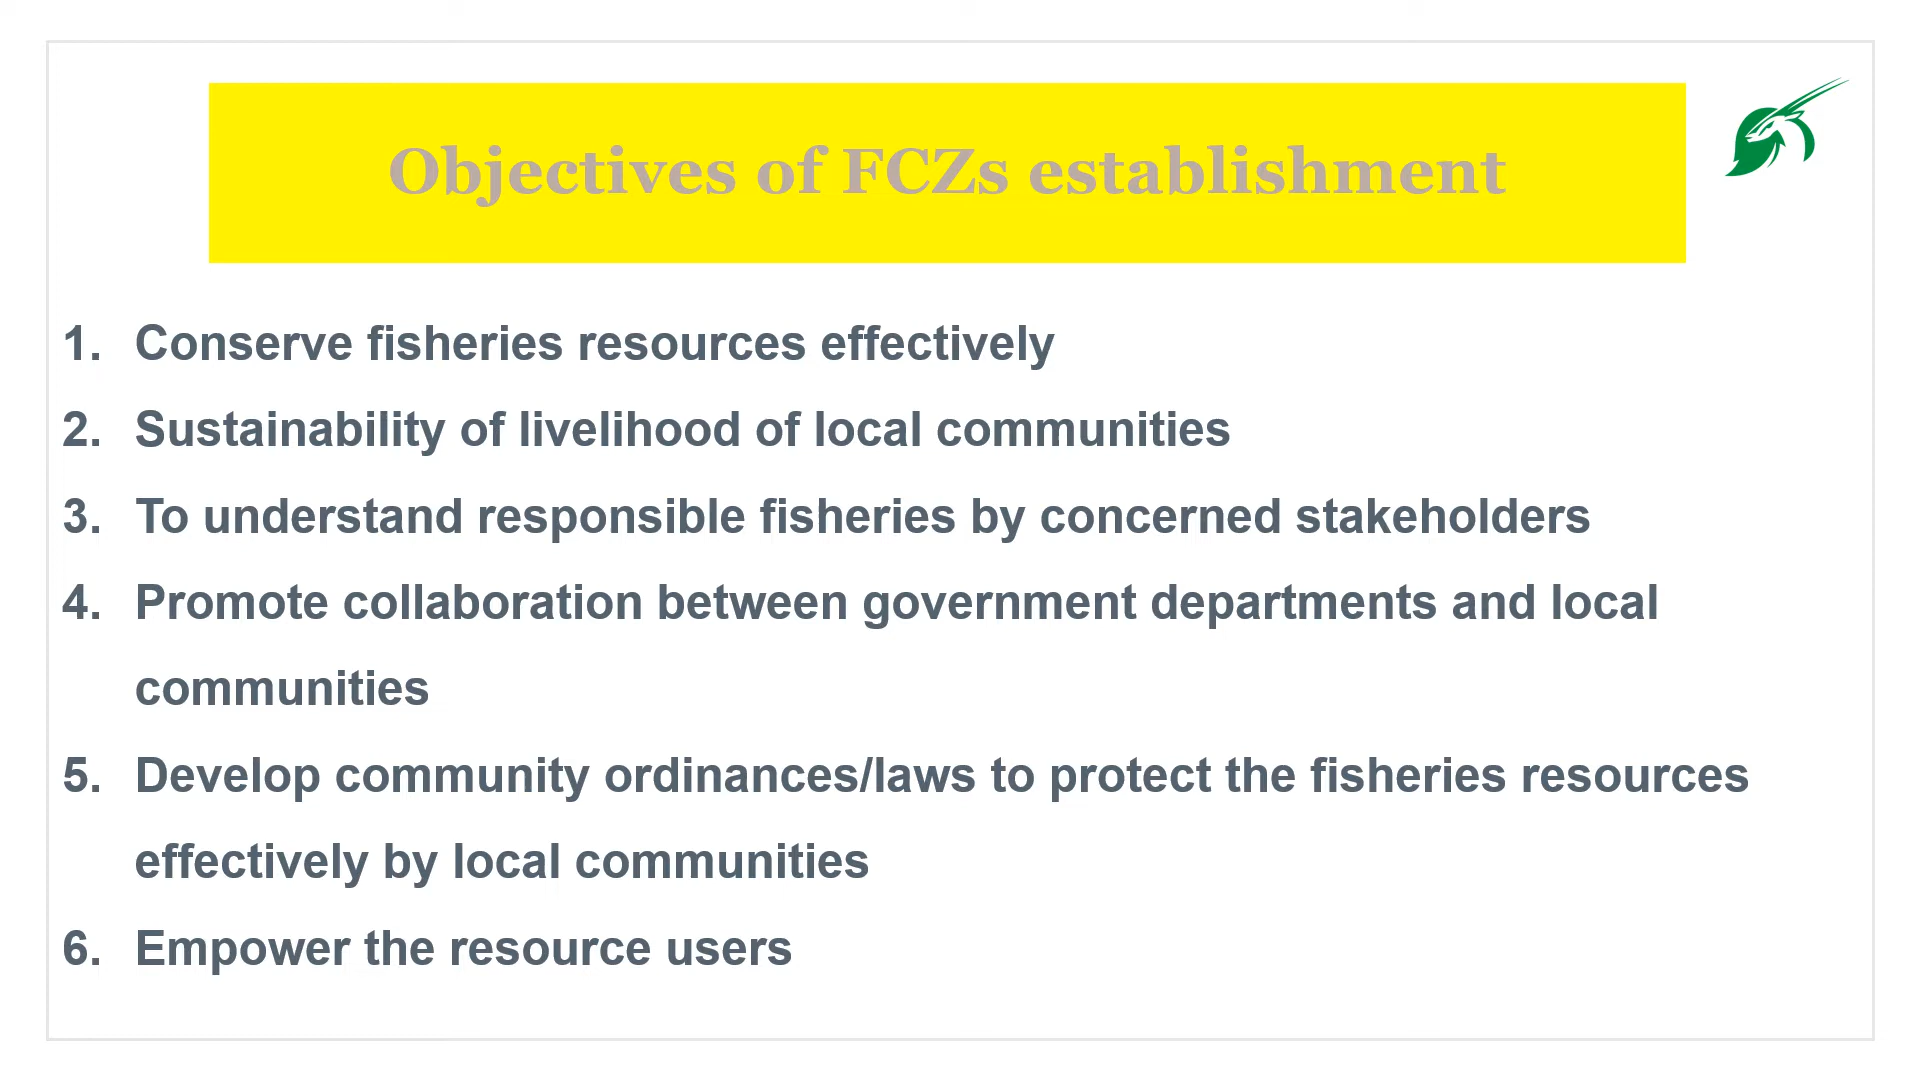 Objectives of FCZs establishment
1. Conserve fisheries resources effectively
2. Sustainability of livelihood of local communities
3. To understand responsible fisheries by concerned stakeholders
4. Promote collaboration between government departments and local
communities
5. Develop community ordinances/laws to protect the fisheries resources
effectively by local communities
6. Empower the resource users